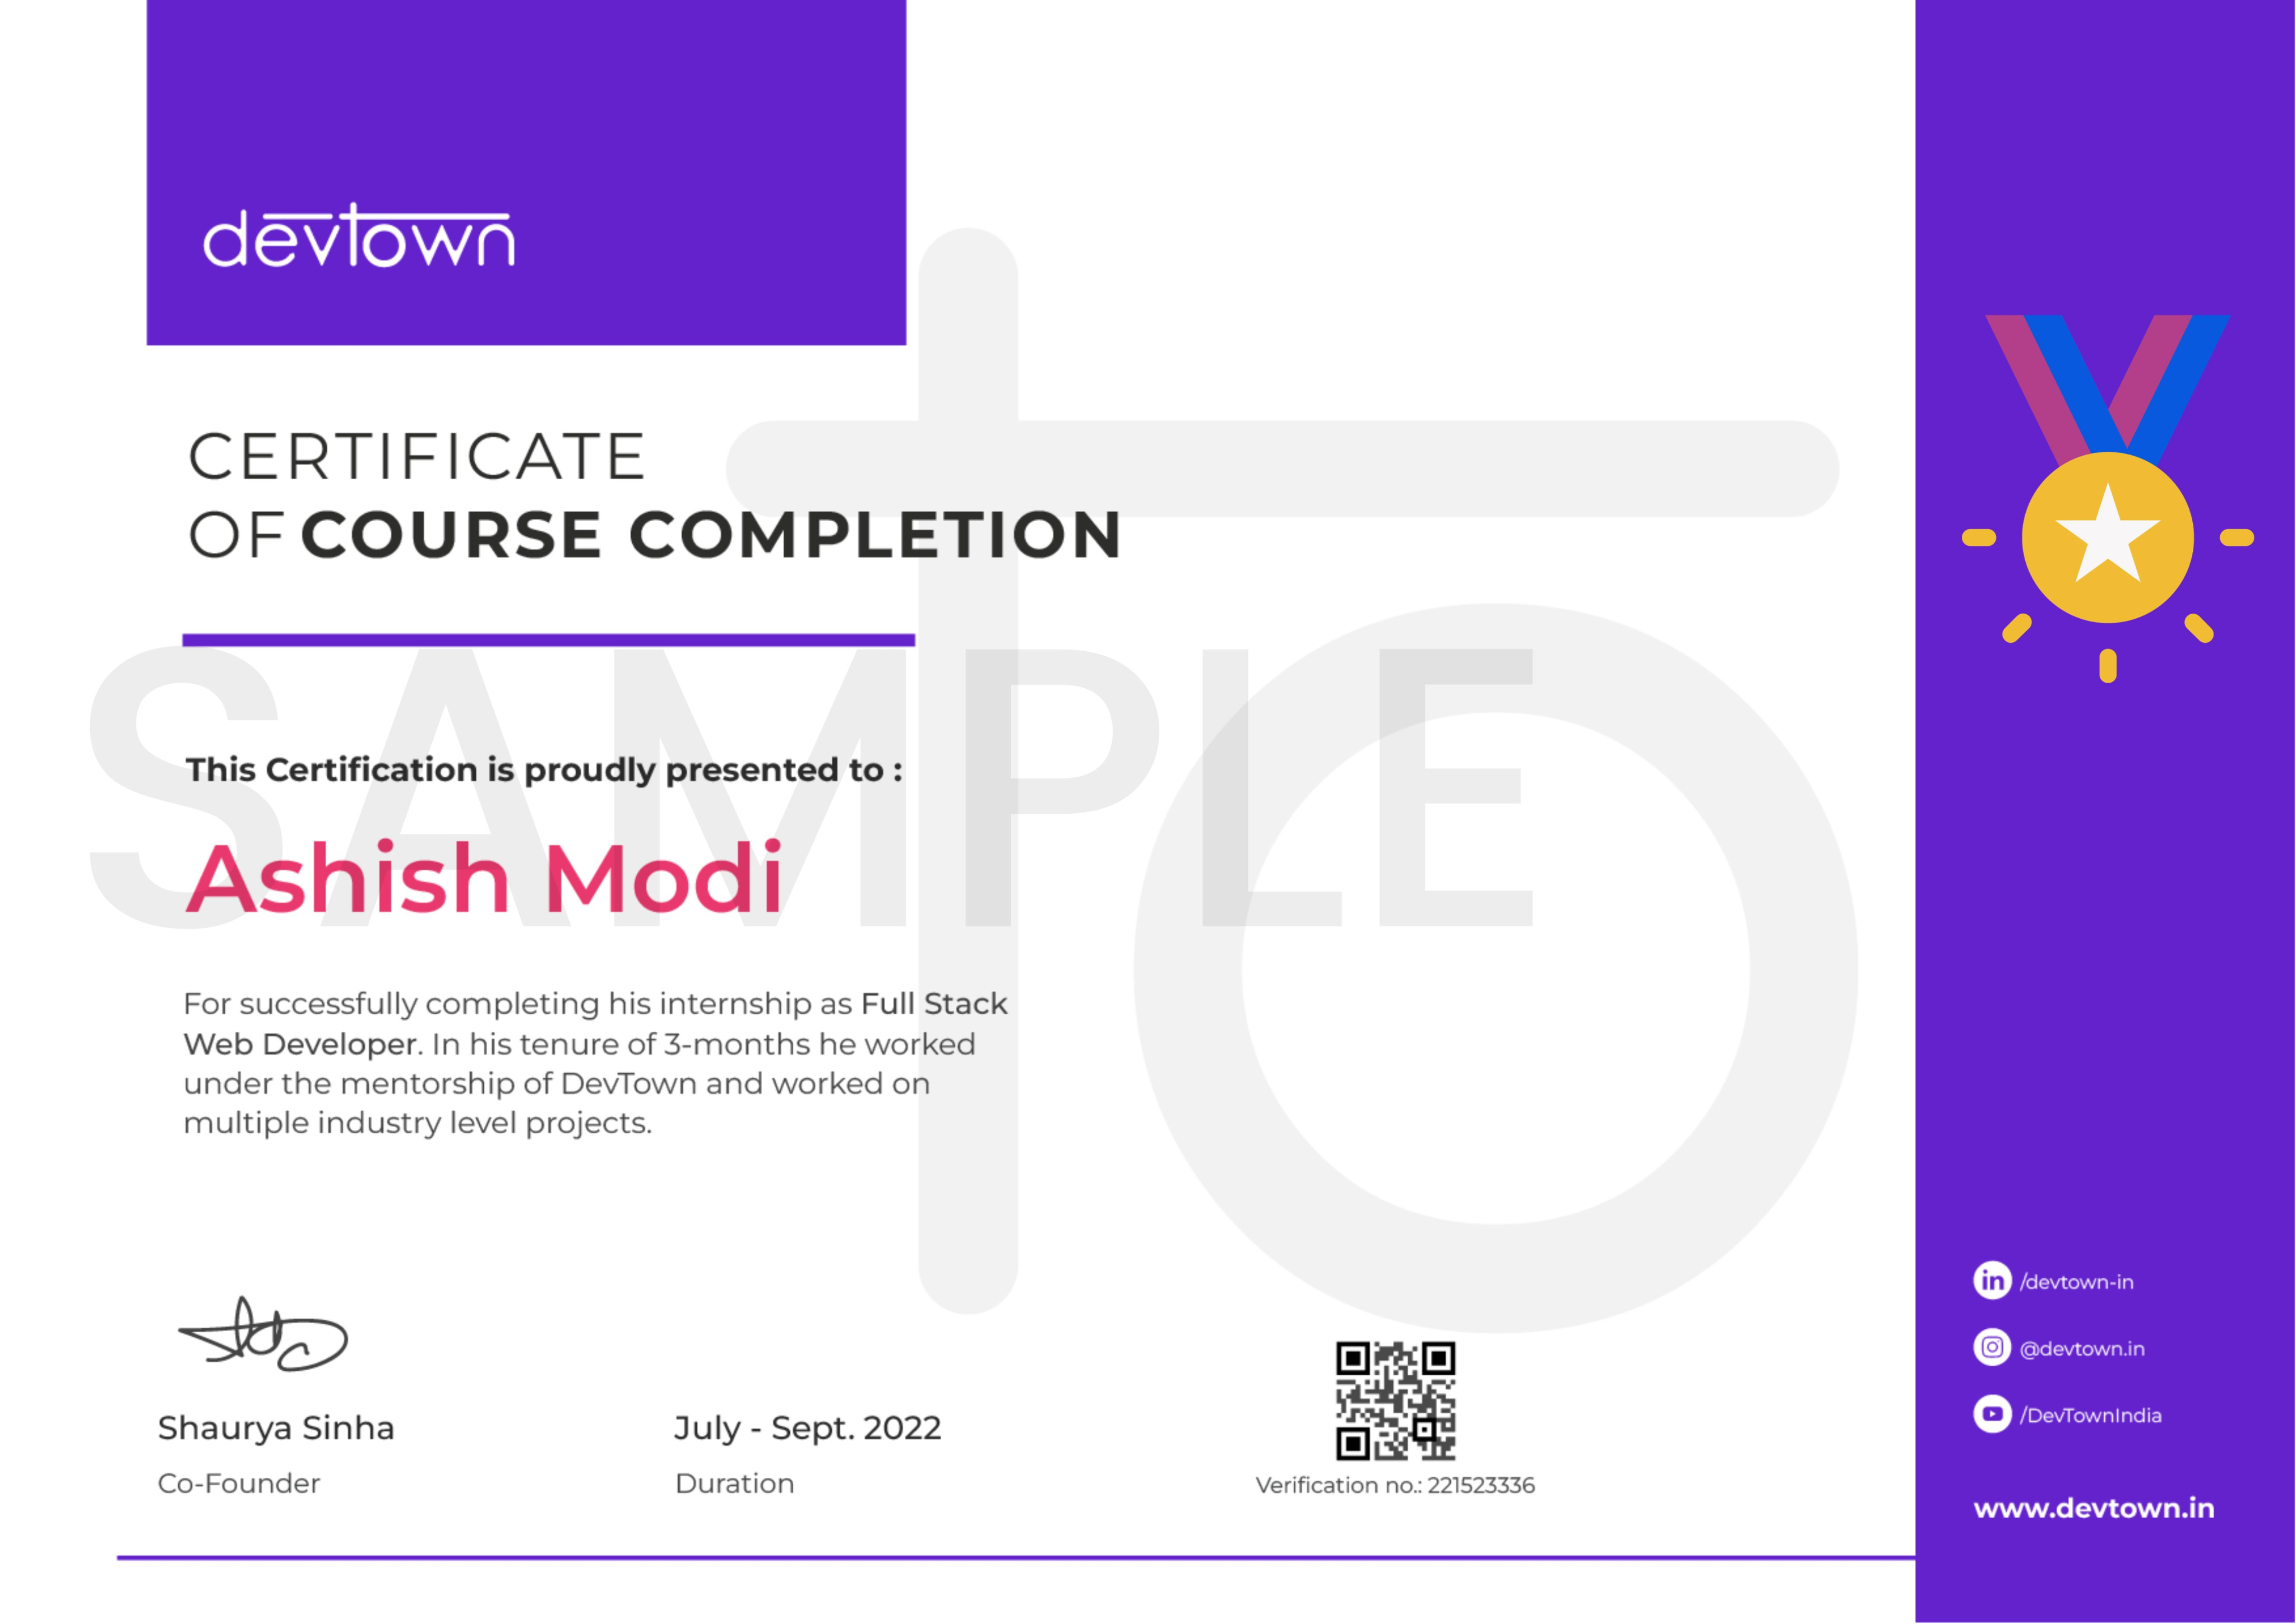 devtown
CERTIFICATE
OF COURSE COMPLETION
SAMPLE
This Certification is proudly presented to :
Ashish Modi
For successfully completing his internship as Full Stack
Web Developer. In his tenure of 3-months he worked
under the mentorship of DevTown and worked on
multiple industry level projects.
Shaurya Sinha
Co-Founder
July - Sept. 2022
Duration
Verification no.: 221523336
in /devtown-in
@devtown.in
/DevTownIndia
www.devtown.in